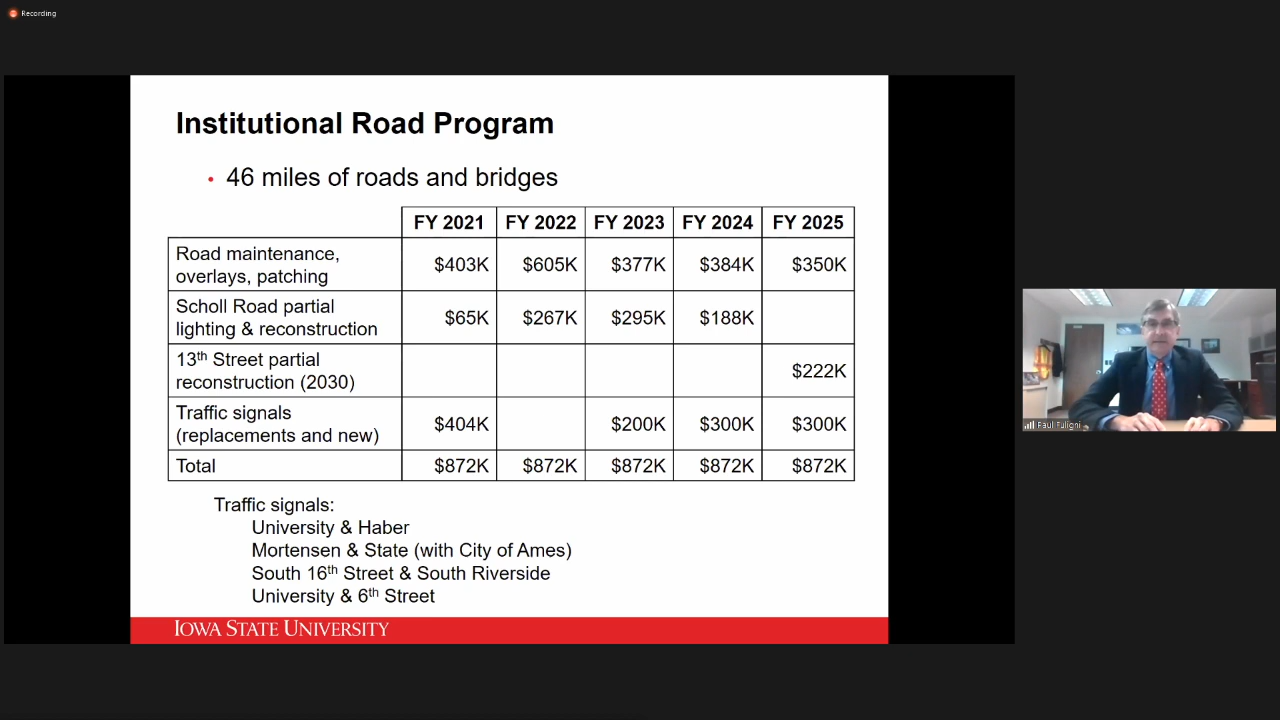 Recording
Institutional Road Program
• 46 miles of roads and bridges
FY 2021 FY 2022 FY 2023 FY 2024 FY 2025
Road maintenance,
overlays, patching $403K $605K $377K $384K $350K
Scholl Road partial
lighting & reconstruction $65K $267K $295K $188K
13th Street partial
reconstruction (2030) $222K
Traffic signals
(replacements and new) $404K $200K $300K $300K
Total $872K $872K $872K $872K $872K
Traffic signals:
University & Haber
Mortensen & State (with City of Ames)
South 16th Street & South Riverside
University & 6th Street
IOWA STATE UNIVERSITY
Paul Fuligni